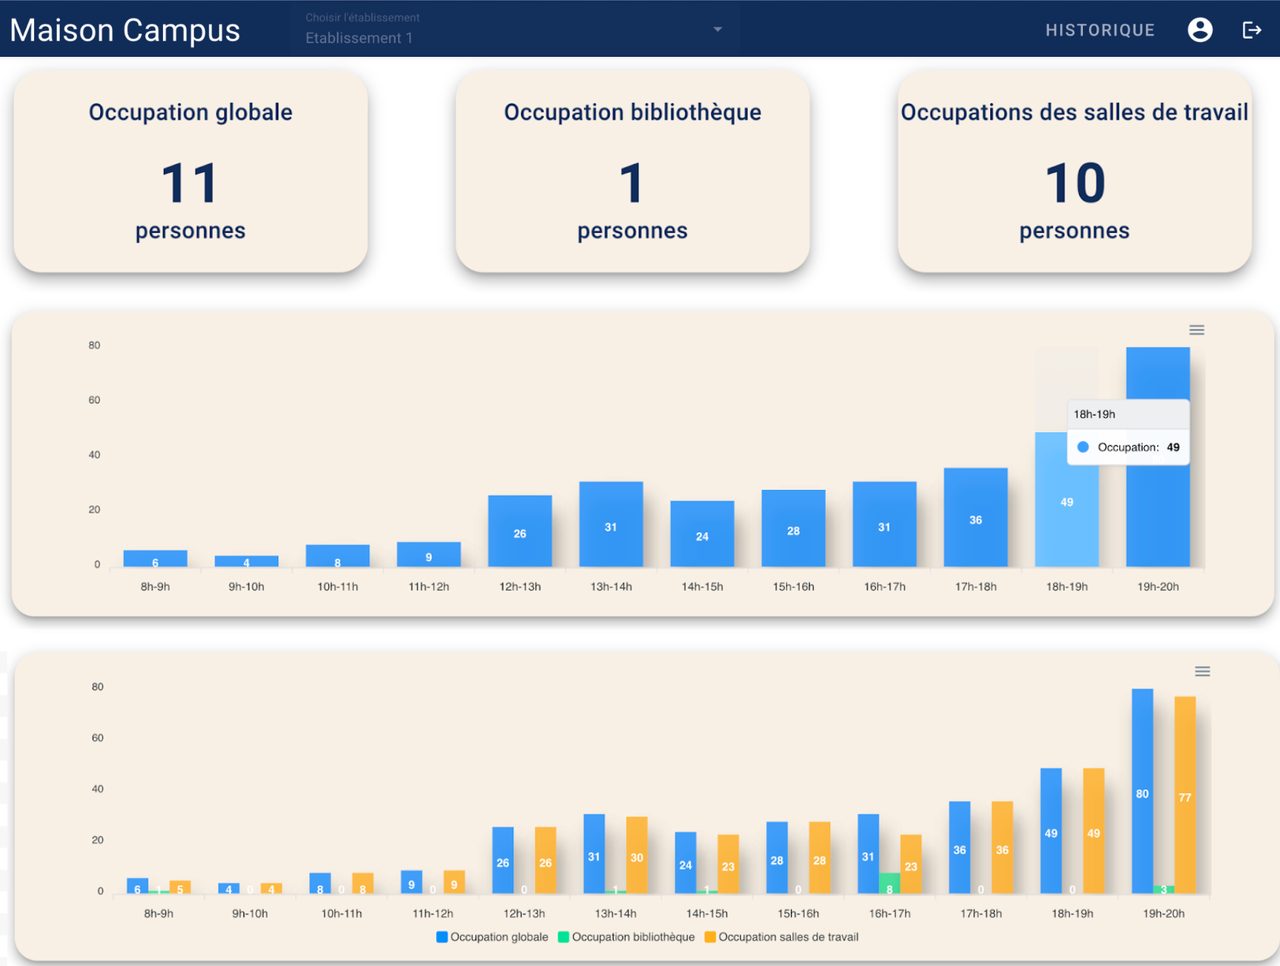 Maison Campus
Choisir l'établissement
Etablissement 1
HISTORIQUE
Occupation globale
11
personnes
Occupation bibliothèque
1
personnes
Occupations des salles de travail
10
personnes
80
60
40
20
0
6
4
8
9
26
31
24
28
31
36
49
18h-19h
Occupation: 49
8h-9h 9h-10h 10h-11h 11h-12h 12h-13h 13h-14h 14h-15h 15h-16h 16h-17h 17h-18h 18h-19h 19h-20h
80
60
40
20
0
6 1 5
4 0 4
8 0 8
9 0 9
26 0 26
31 1 30
24 1 23
28 0 28
31 8 23
36 0 36
49 0 49
80 3 77
8h-9h 9h-10h 10h-11h 11h-12h 12h-13h 13h-14h 14h-15h 15h-16h 16h-17h 17h-18h 18h-19h 19h-20h
Occupation globale Occupation bibliothèque Occupation salles de travail